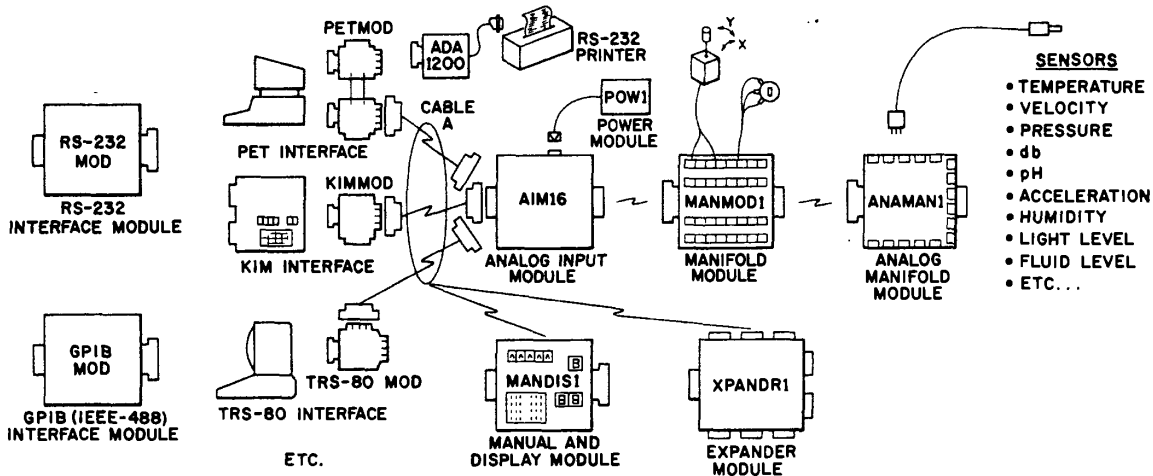 PETMOD
ADA
1200
RS-232
PRINTER
Y
X
SENSORS
• TEMPERATURE
• VELOCITY
• PRESSURE
• db
• pH
• ACCELERATION
• HUMIDITY
• LIGHT LEVEL
• FLUID LEVEL
• ETC...
CABLE
A
POW1
POWER
MODULE
PET INTERFACE
RS-232
MOD
RS-232
INTERFACE MODULE
KIMMOD
KIM INTERFACE
AIM16
ANALOG INPUT
MODULE
MANMOD1
MANIFOLD
MODULE
ANAMAN1
ANALOG
MANIFOLD
MODULE
GPIB
MOD
GPIB (IEEE-488)
INTERFACE MODULE
TRS-80 MOD
TRS-80 INTERFACE
ETC.
MANDIS1
B
BB
MANUAL AND
DISPLAY MODULE
XPANDR1
EXPANDER
MODULE